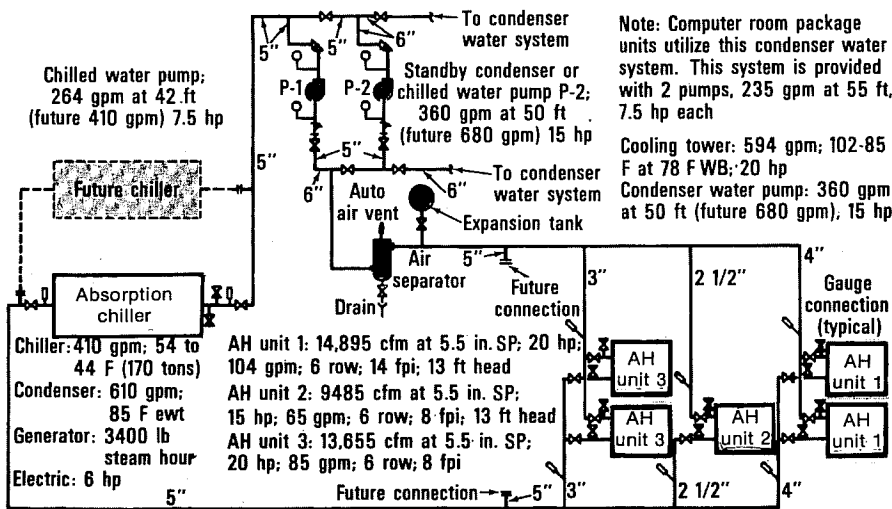 Chilled water pump;
264 gpm at 42 ft
(future 410 gpm) 7.5 hp
5"
5"
6"
To condenser
water system
P-1
P-2
Standby condenser or
chilled water pump P-2;
360 gpm at 50 ft
(future 680 gpm) 15 hp
Note: Computer room package
units utilize this condenser water
system. This system is provided
with 2 pumps, 235 gpm at 55 ft,
7.5 hp each
Cooling tower: 594 gpm; 102-85
F at 78 F WB; 20 hp
Condenser water pump: 360 gpm
at 50 ft (future 680 gpm), 15 hp
5"
5"
6"
6"
To condenser
water system
Future chiller
Auto
air vent
Expansion tank
Air
separator
Drain
5"
Future
connection
3"
2 1/2"
4"
Gauge
connection
(typical)
Absorption
chiller
Chiller: 410 gpm; 54 to
44 F (170 tons)
Condenser: 610 gpm;
85 F ewt
Generator: 3400 lb
steam hour
Electric: 6 hp
AH unit 1: 14,895 cfm at 5.5 in. SP; 20 hp;
104 gpm; 6 row; 14 fpi; 13 ft head
AH unit 2: 9485 cfm at 5.5 in. SP;
15 hp; 65 gpm; 6 row; 8 fpi; 13 ft head
AH unit 3: 13,655 cfm at 5.5 in. SP;
20 hp; 85 gpm; 6 row; 8 fpi
AH
unit 3
AH
unit 1
AH
unit 3
AH
unit 2
AH
unit 1
5"
Future connection
5"
3"
2 1/2"
4"